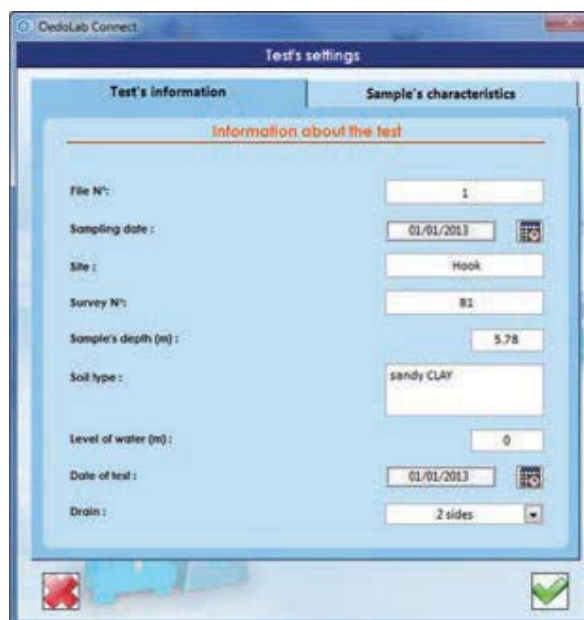 OedoLab Connect
Test's settings
Test's information
Sample's characteristics
Information about the test
File N°: 1
Sampling date : 01/01/2013
Site : Hook
Survey N°: B1
Sample's depth (m) : 5.78
Soil type : sandy CLAY
Level of water (m) : 0
Date of test : 01/01/2013
Drain : 2 sides